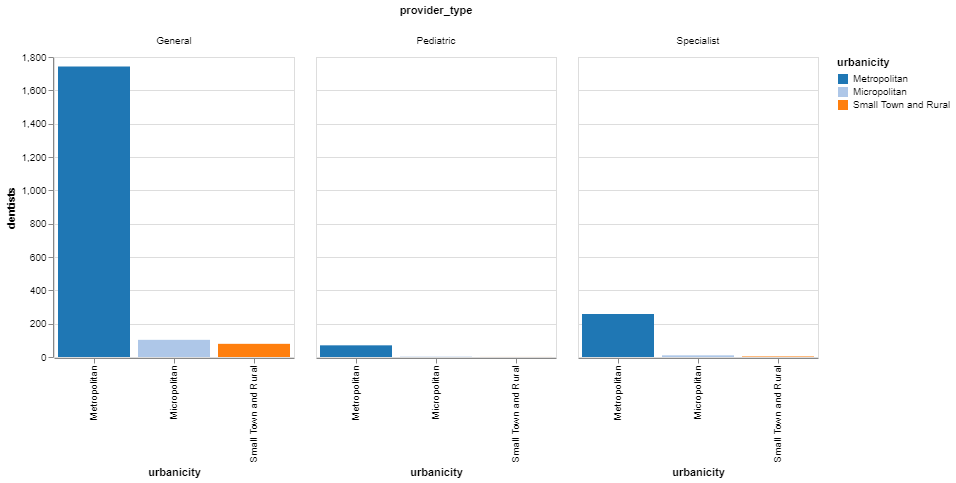 provider_type
General Pediatric Specialist
urbanicity
Metropolitan
Micropolitan
Small Town and Rural
dentists
1,800
1,600
1,400
1,200
1,000
800
600
400
200
0
Metropolitan
Micropolitan
Small Town and Rural
Metropolitan
Micropolitan
Small Town and Rural
Metropolitan
Micropolitan
Small Town and Rural
urbanicity urbanicity urbanicity